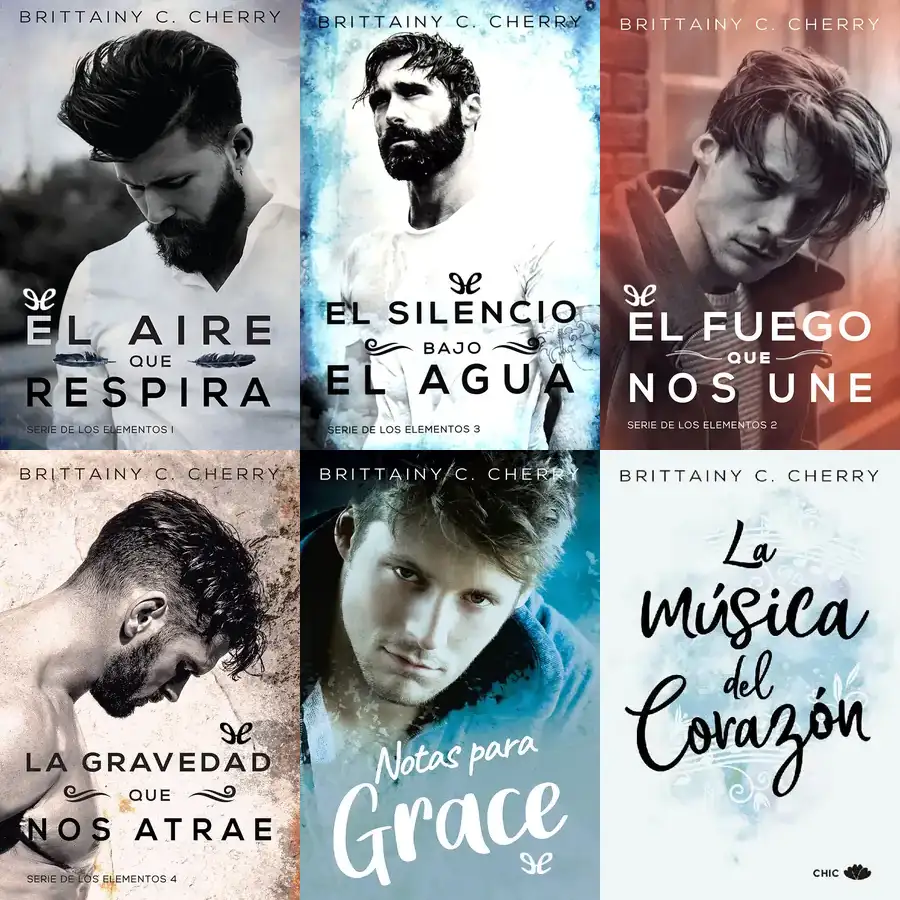 BRITTAINY C. CHERRY
EL AIRE
QUE
RESPIRA
SERIE DE LOS ELEMENTOS 1
BRITTAINY C. CHERRY
EL SILENCIO
BAJO
EL AGUA
SERIE DE LOS ELEMENTOS 3
BRITTAINY C. CHERRY
EL FUEGO
QUE
NOS UNE
SERIE DE LOS ELEMENTOS 2
BRITTAINY C. CHERRY
LA GRAVEDAD
QUE
NOS ATRAE
SERIE DE LOS ELEMENTOS 4
BRITTAINY C. CHERRY
Notas para
Grace
BRITTAINY C. CHERRY
La
música
del
Corazón
CHIC